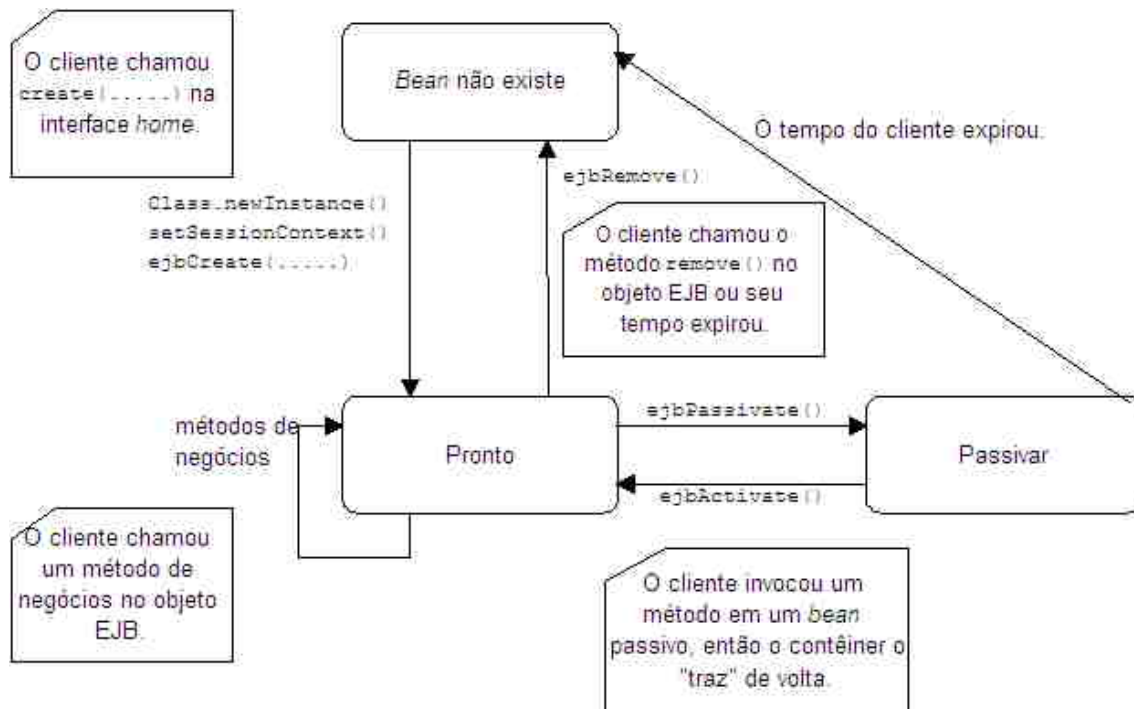 O cliente chamou
create(.....) na
interface home.
Bean não existe
O tempo do cliente expirou.
Class.newInstance()
setSessionContext()
ejbCreate(.....)
ejbRemove()
O cliente chamou o
método remove() no
objeto EJB ou seu
tempo expirou.
métodos de
negócios
Pronto
ejbPassivate()
ejbActivate()
Passivar
O cliente chamou
um método de
negócios no objeto
EJB.
O cliente invocou um
método em um bean
passivo, então o contêiner o
"traz" de volta.